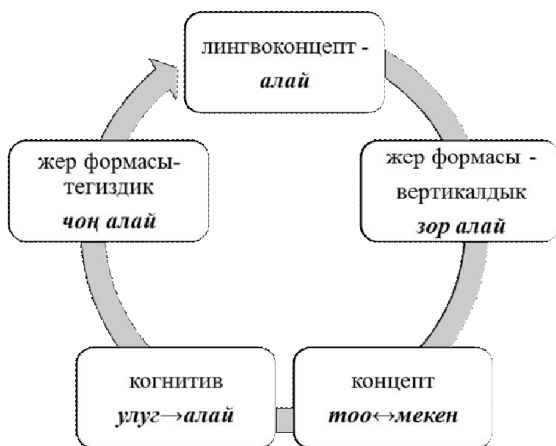 лингвоконцепт -
алай
жер формасы -
вертикалдык
зор алай
концепт
тоо↔мекен
когнитив
улуг→алай
жер формасы-
тегиздик
чоң алай